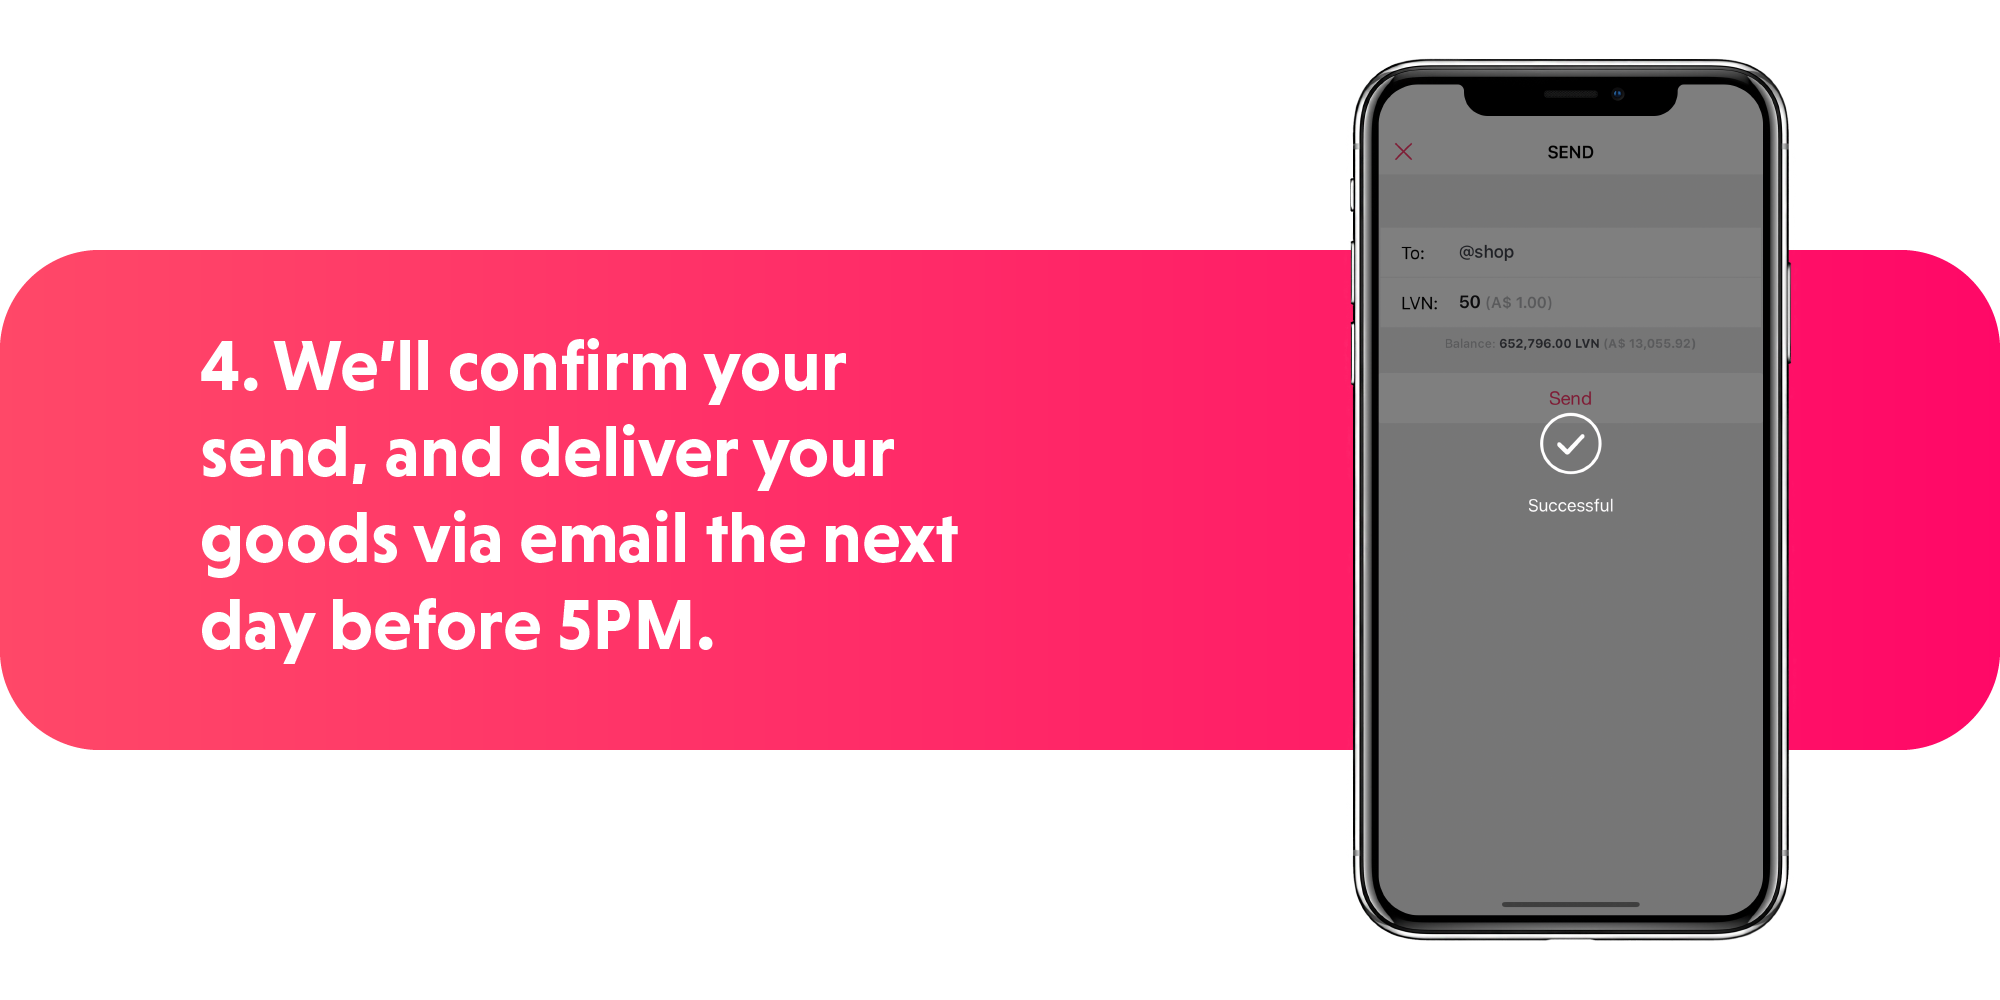 4. We’ll confirm your
send, and deliver your
goods via email the next
day before 5PM.
SEND
To: @shop
LVN: 50 (A$ 1.00)
Balance: 652,796.00 LVN (A$ 13,055.92)
Send
Successful